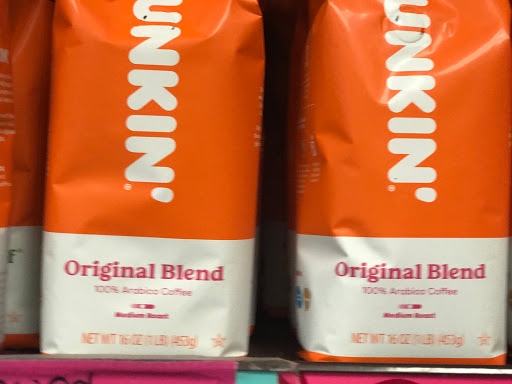 UNKIN'
Original Blend
100% Arabica Coffee
Medium Roast
NET WT 16 OZ (1 LB) (453g)
UNKIN'
Original Blend
100% Arabica Coffee
Medium Roast
NET WT 16 OZ (1 LB) (453g)